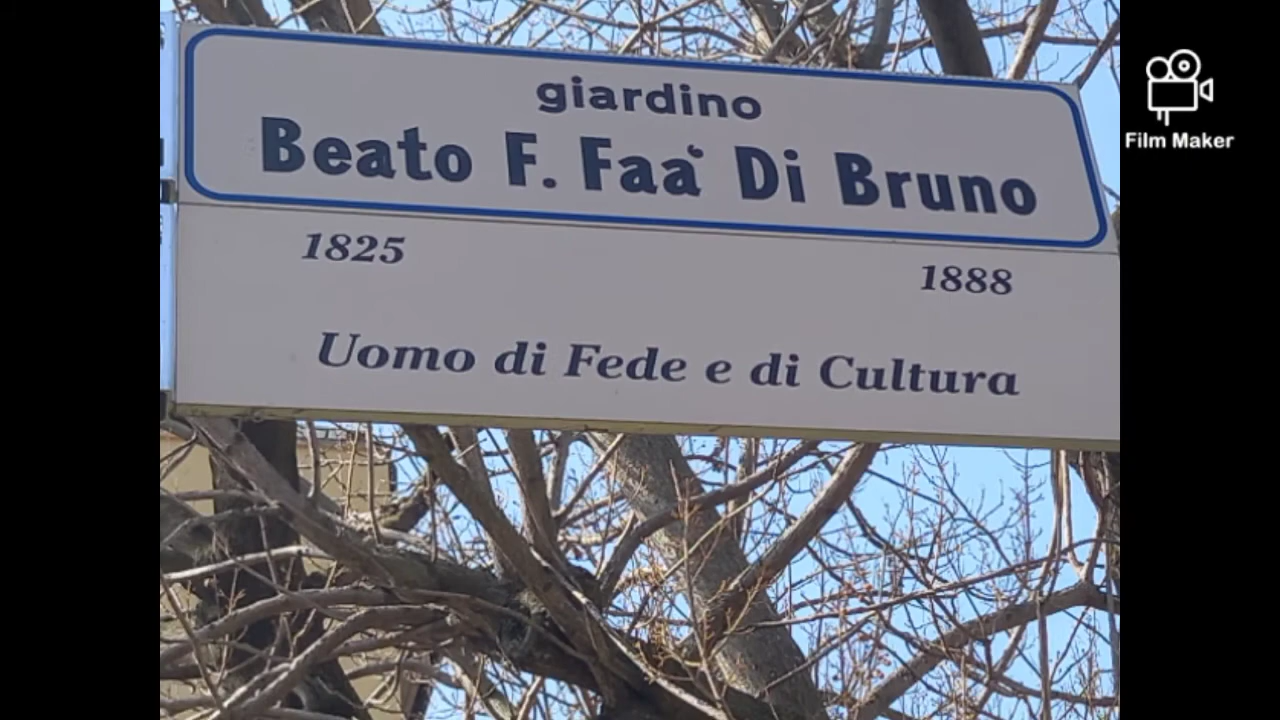 giardino
Beato F. Faa' Di Bruno
1825 1888
Uomo di Fede e di Cultura
Film Maker